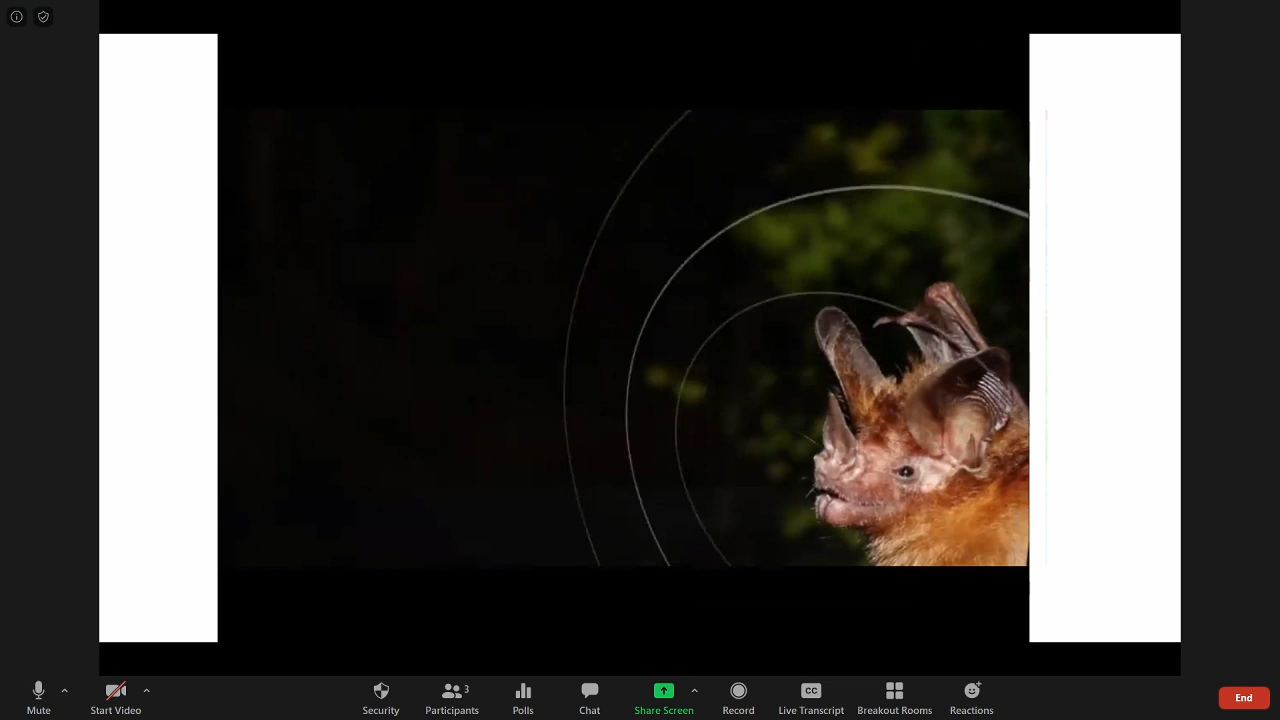 Mute
Start Video
Security
Participants
3
Polls
Chat
Share Screen
Record
CC
Live Transcript
Breakout Rooms
Reactions
End